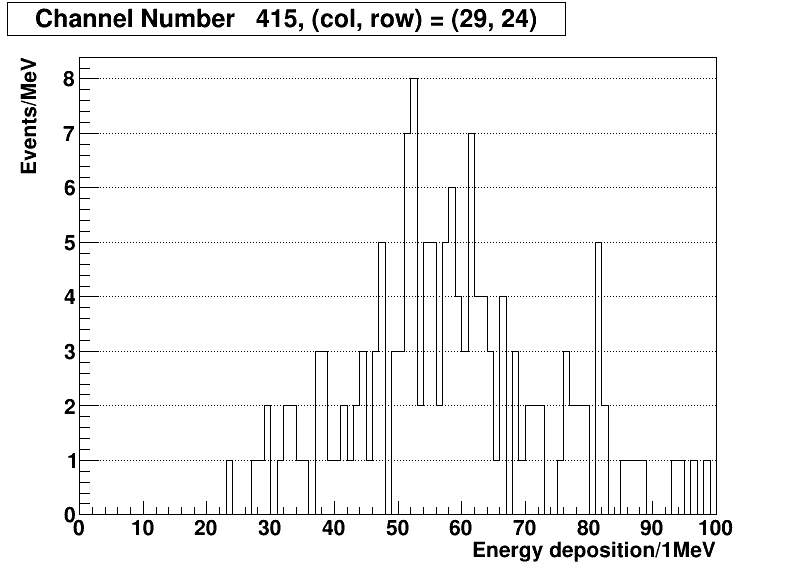 Channel Number 415, (col, row) = (29, 24)
Events/MeV
8
7
6
5
4
3
2
1
0
0 10 20 30 40 50 60 70 80 90 100
Energy deposition/1MeV